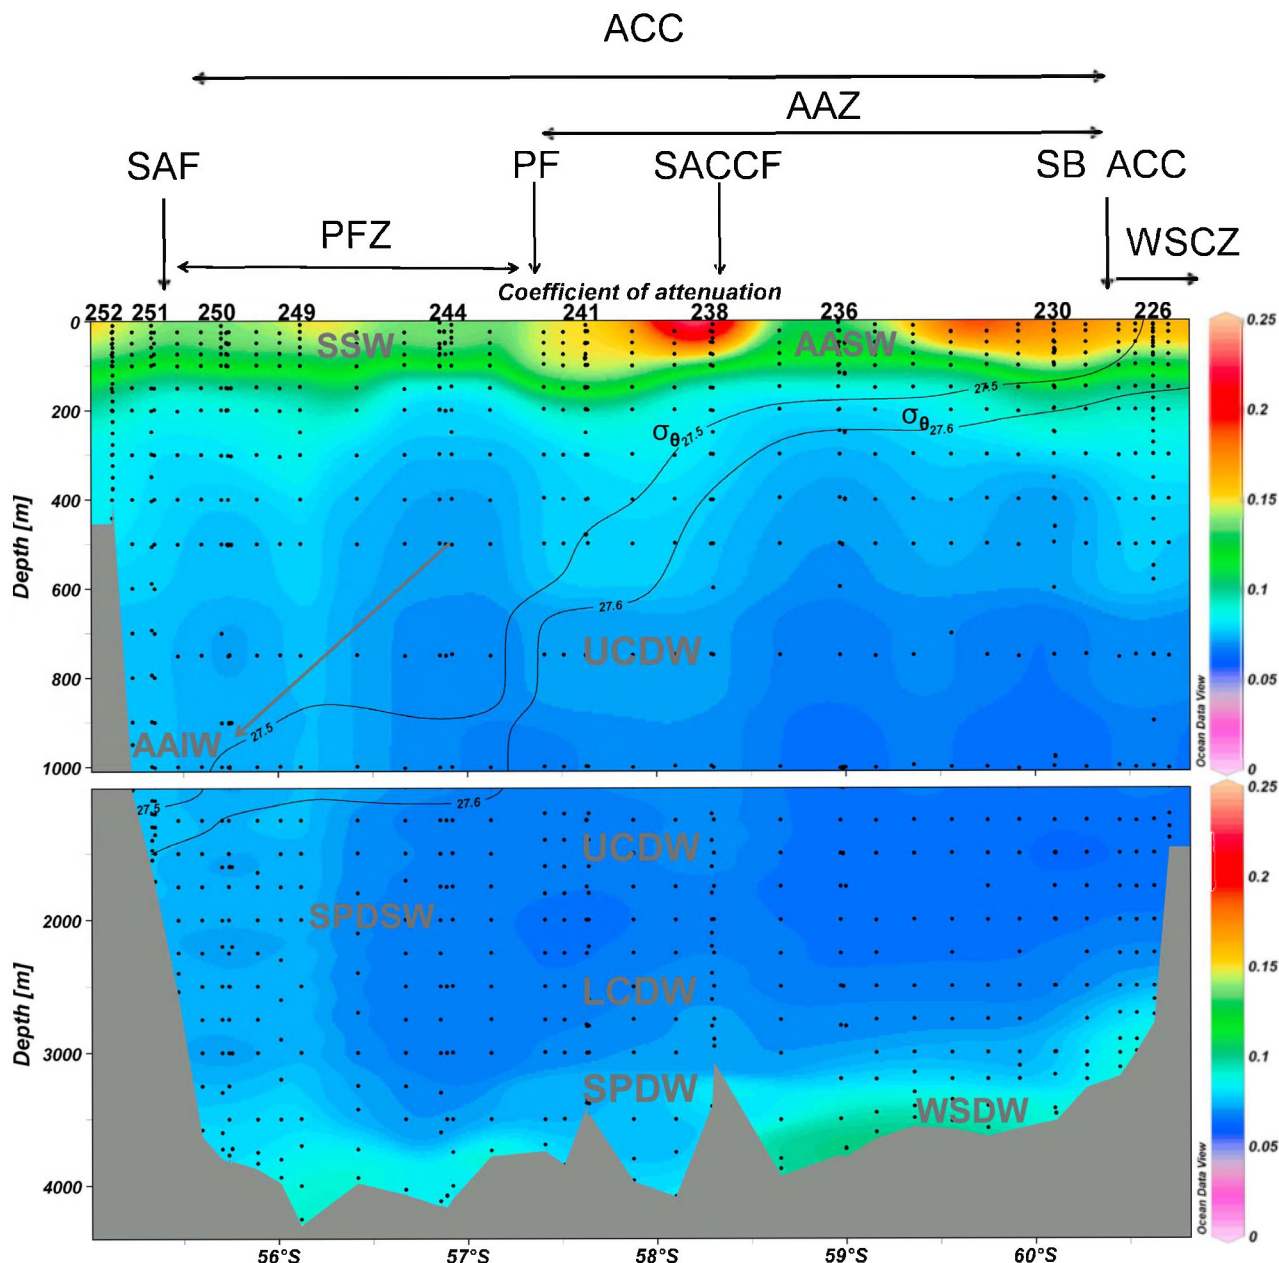 ACC
AAZ
SAF PF SACCF SB ACC
PFZ WSCZ
Coefficient of attenuation
252 251 250 249 244 241 238 236 230 226
0
200
400
600
800
1000
Depth [m]
SSW
AASW
27.5
σθ27.5
σθ27.6
27.6
UCDW
AAIW
27.5
0.25
0.2
0.15
0.1
0.05
0
Ocean Data View
2000
3000
4000
Depth [m]
27.5
27.6
UCDW
SPDSW
LCDW
SPDW
WSDW
0.25
0.2
0.15
0.1
0.05
0
Ocean Data View
56°S 57°S 58°S 59°S 60°S